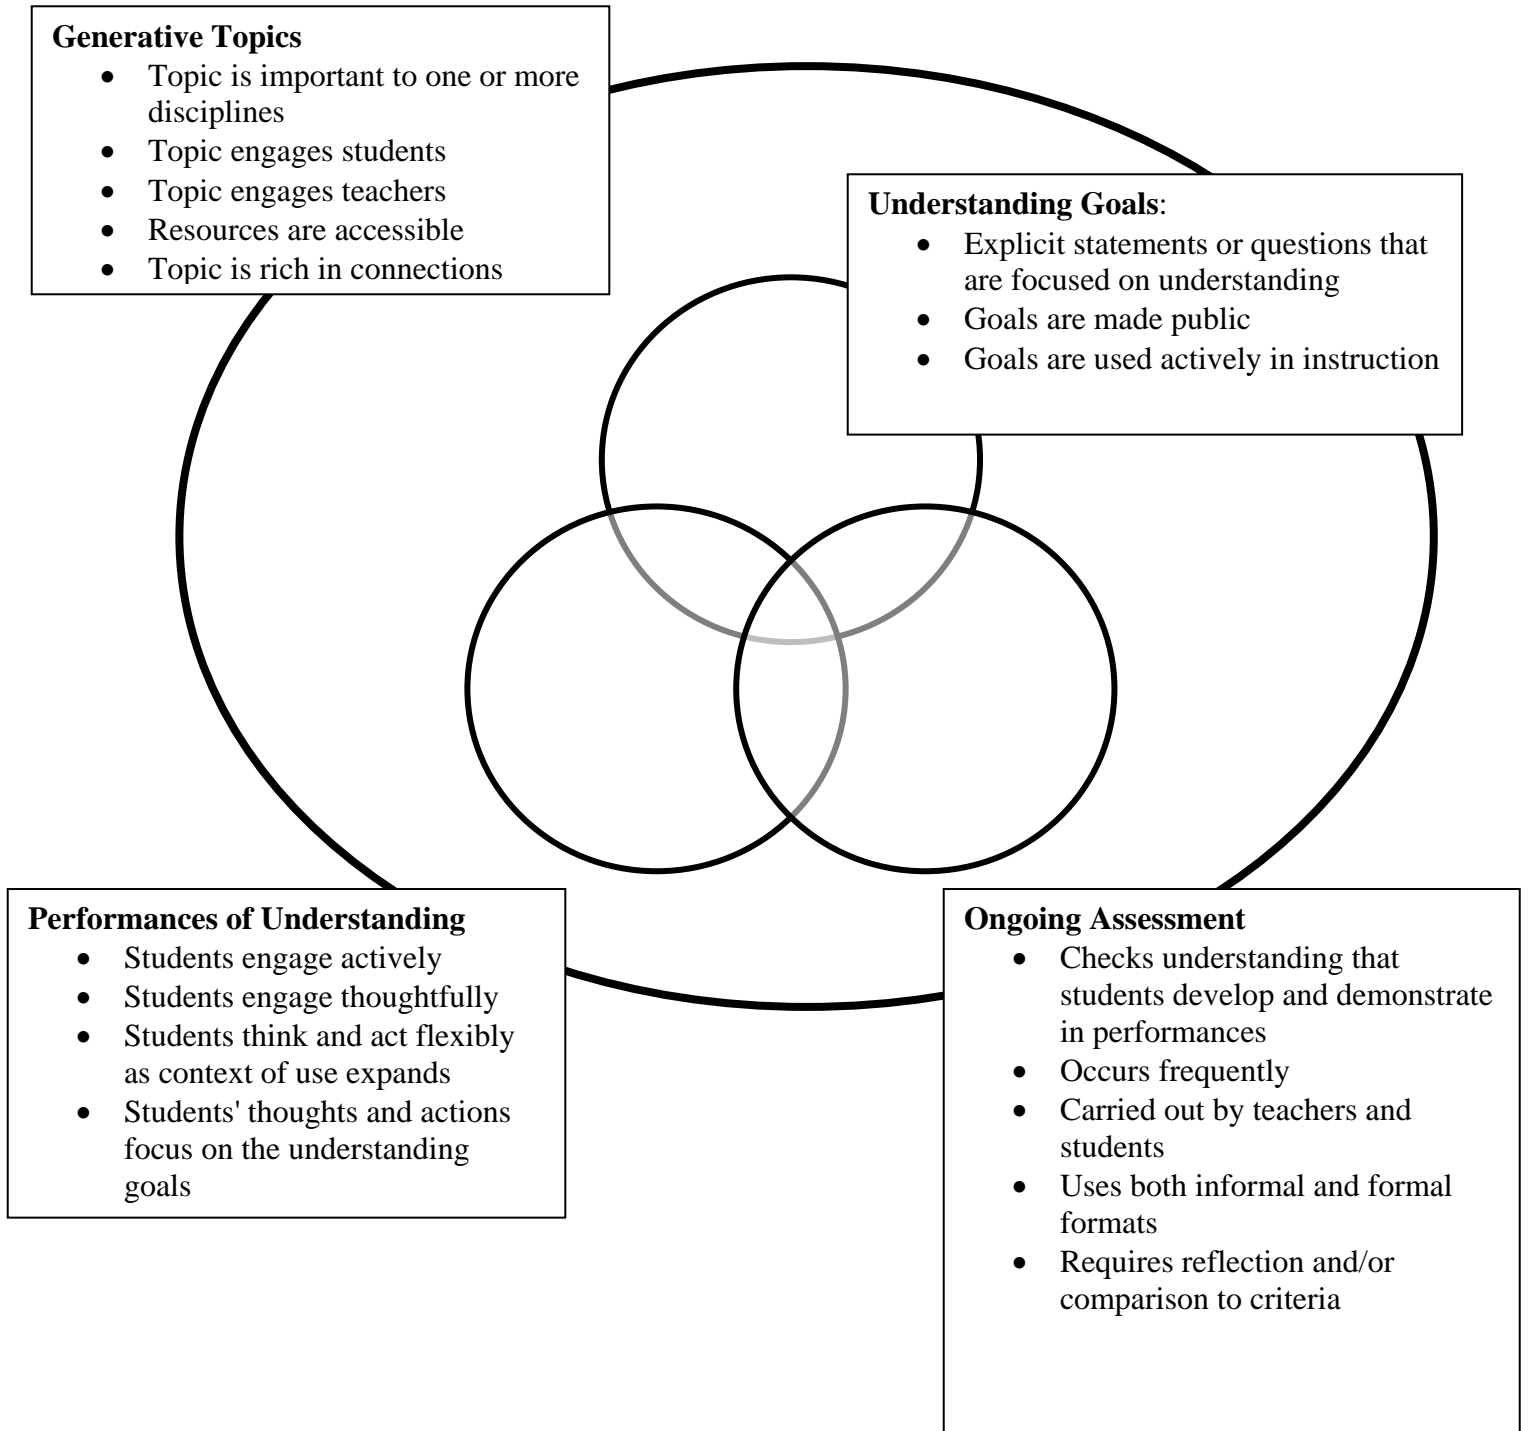 Generative Topics
• Topic is important to one or more
disciplines
• Topic engages students
• Topic engages teachers
• Resources are accessible
• Topic is rich in connections
Understanding Goals:
• Explicit statements or questions that
are focused on understanding
• Goals are made public
• Goals are used actively in instruction
Performances of Understanding
• Students engage actively
• Students engage thoughtfully
• Students think and act flexibly
as context of use expands
• Students' thoughts and actions
focus on the understanding
goals
Ongoing Assessment
• Checks understanding that
students develop and demonstrate
in performances
• Occurs frequently
• Carried out by teachers and
students
• Uses both informal and formal
formats
• Requires reflection and/or
comparison to criteria